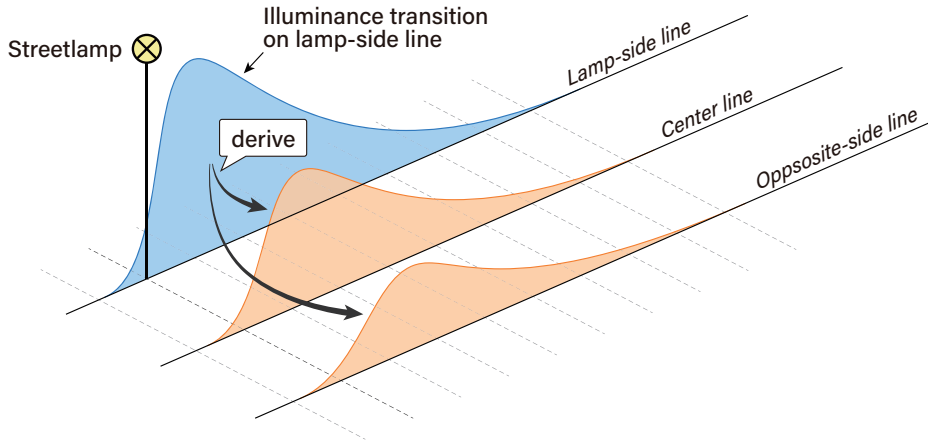 Illuminance transition
on lamp-side line
Streetlamp
Lamp-side line
Center line
Oppsosite-side line
derive